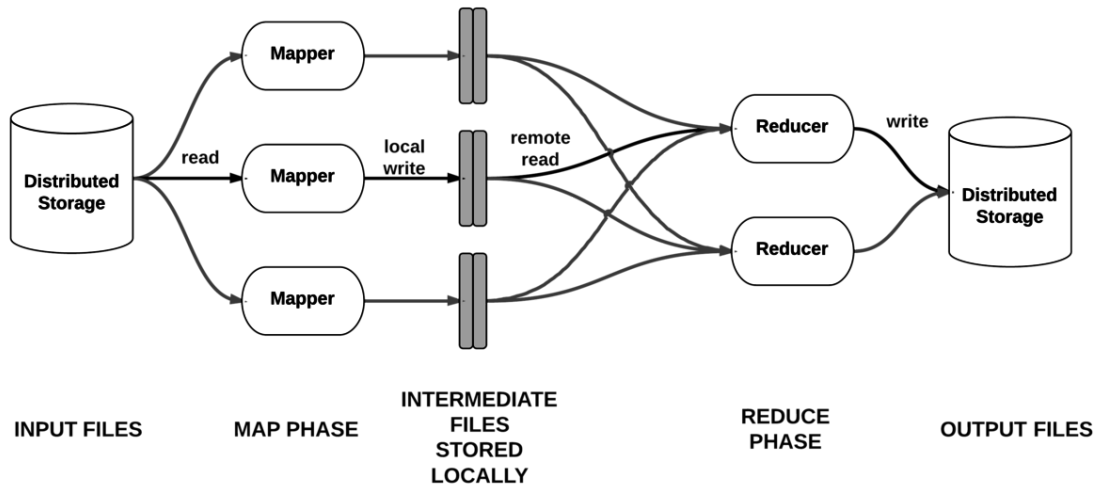 Mapper
Distributed
Storage
read
Mapper
local
write
remote
read
Mapper
Reducer
Reducer
write
Distributed
Storage
INPUT FILES
MAP PHASE
INTERMEDIATE
FILES
STORED
LOCALLY
REDUCE
PHASE
OUTPUT FILES